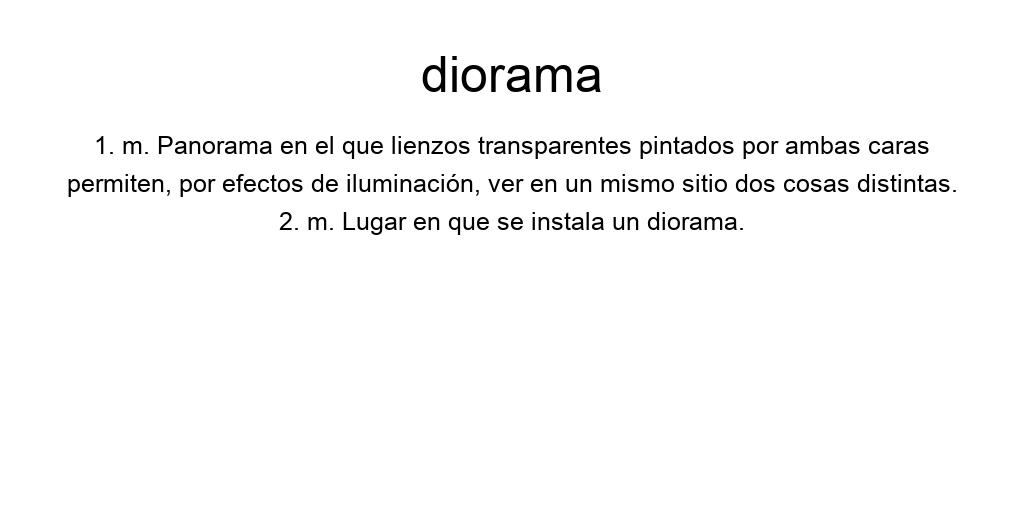 diorama
1. m. Panorama en el que lienzos transparentes pintados por ambas caras
permiten, por efectos de iluminación, ver en un mismo sitio dos cosas distintas.
2. m. Lugar en que se instala un diorama.